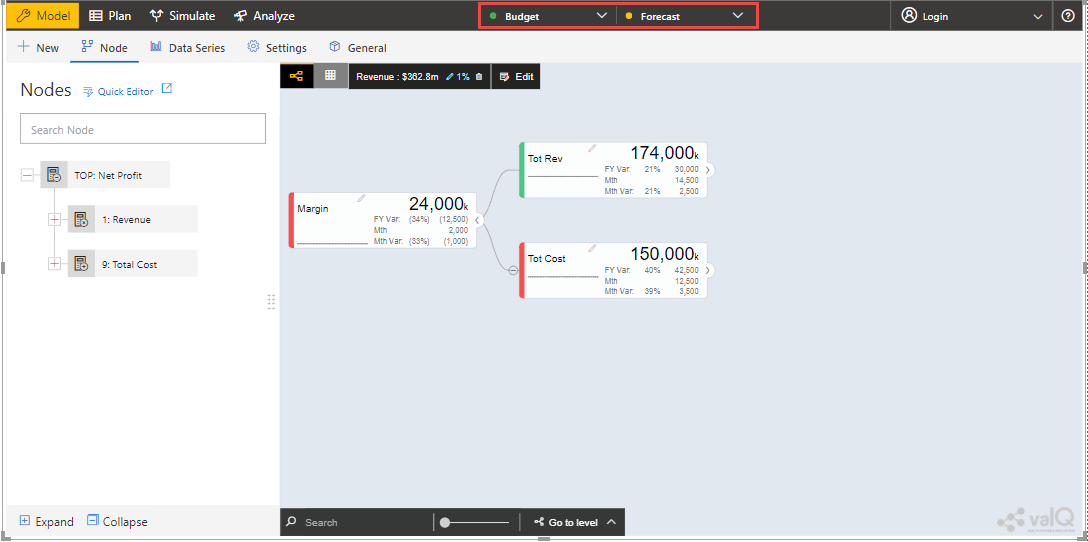 Model Plan Simulate Analyze Budget Forecast Login
New Node Data Series Settings General
Nodes Quick Editor
Revenue : $362.8m 1% Edit
Search Node
TOP: Net Profit
1: Revenue
9: Total Cost
Margin 24,000k
FY Var: (34%) (12,500)
Mth 2,000
Mth Var: (33%) (1,000)
Tot Rev 174,000k
FY Var: 21% 30,000
Mth 14,500
Mth Var: 21% 2,500
Tot Cost 150,000k
FY Var: 40% 42,500
Mth 12,500
Mth Var: 39% 3,500
Expand Collapse
Search Go to level
valQ